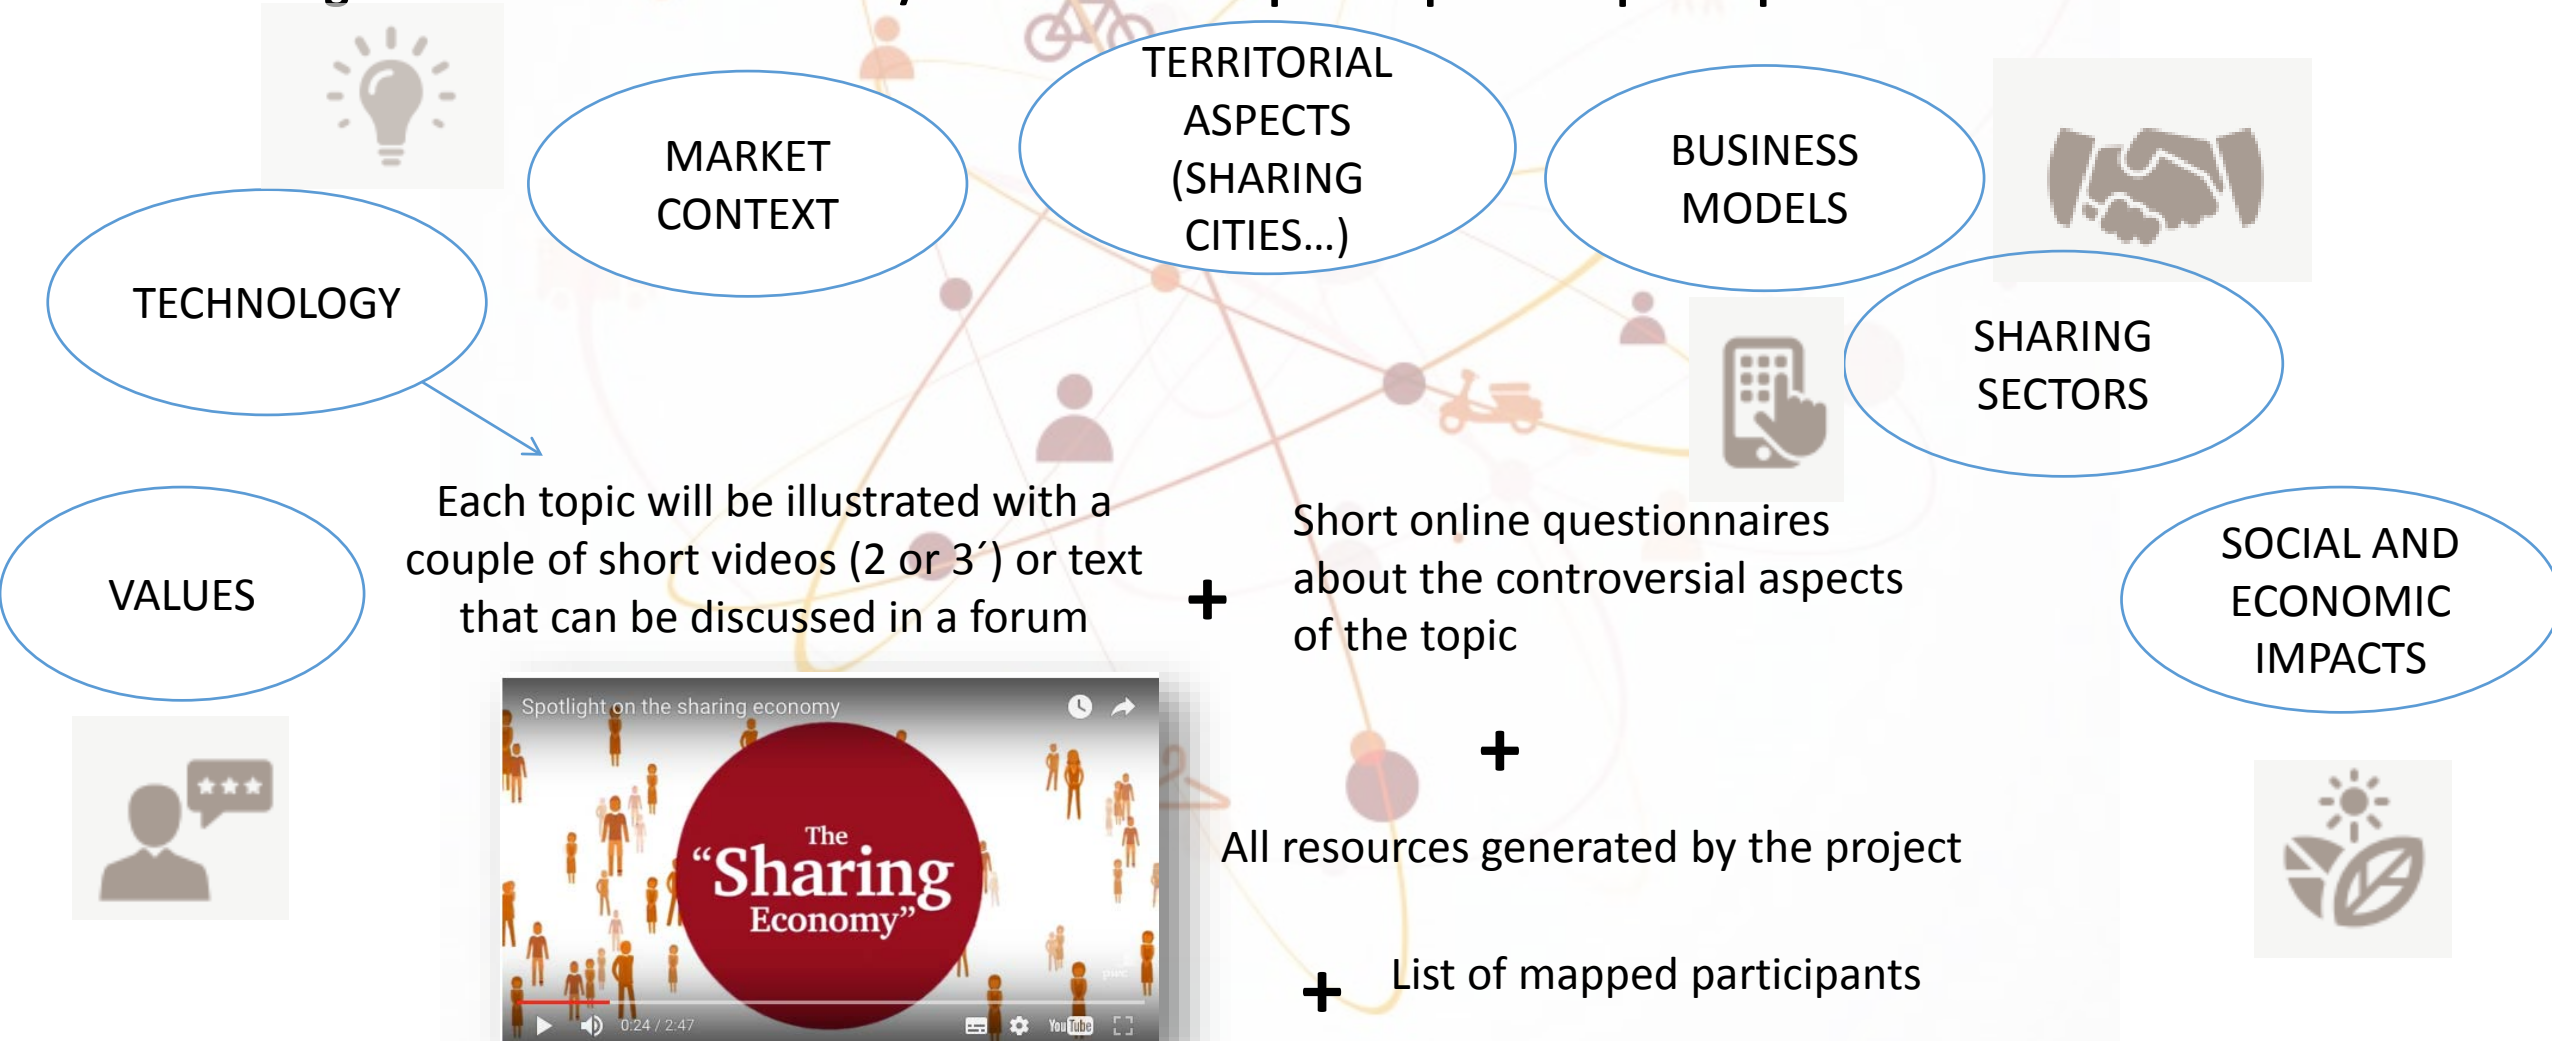 TERRITORIAL
ASPECTS
(SHARING
CITIES...)
MARKET
CONTEXT
BUSINESS
MODELS
TECHNOLOGY
SHARING
SECTORS
VALUES
Each topic will be illustrated with a
couple of short videos (2 or 3´) or text
that can be discussed in a forum
+
Short online questionnaires
about the controversial aspects
of the topic
SOCIAL AND
ECONOMIC
IMPACTS
Spotlight on the sharing economy
The
“Sharing
Economy”
pwc
0:24 / 2:47
YouTube
+
All resources generated by the project
+
List of mapped participants